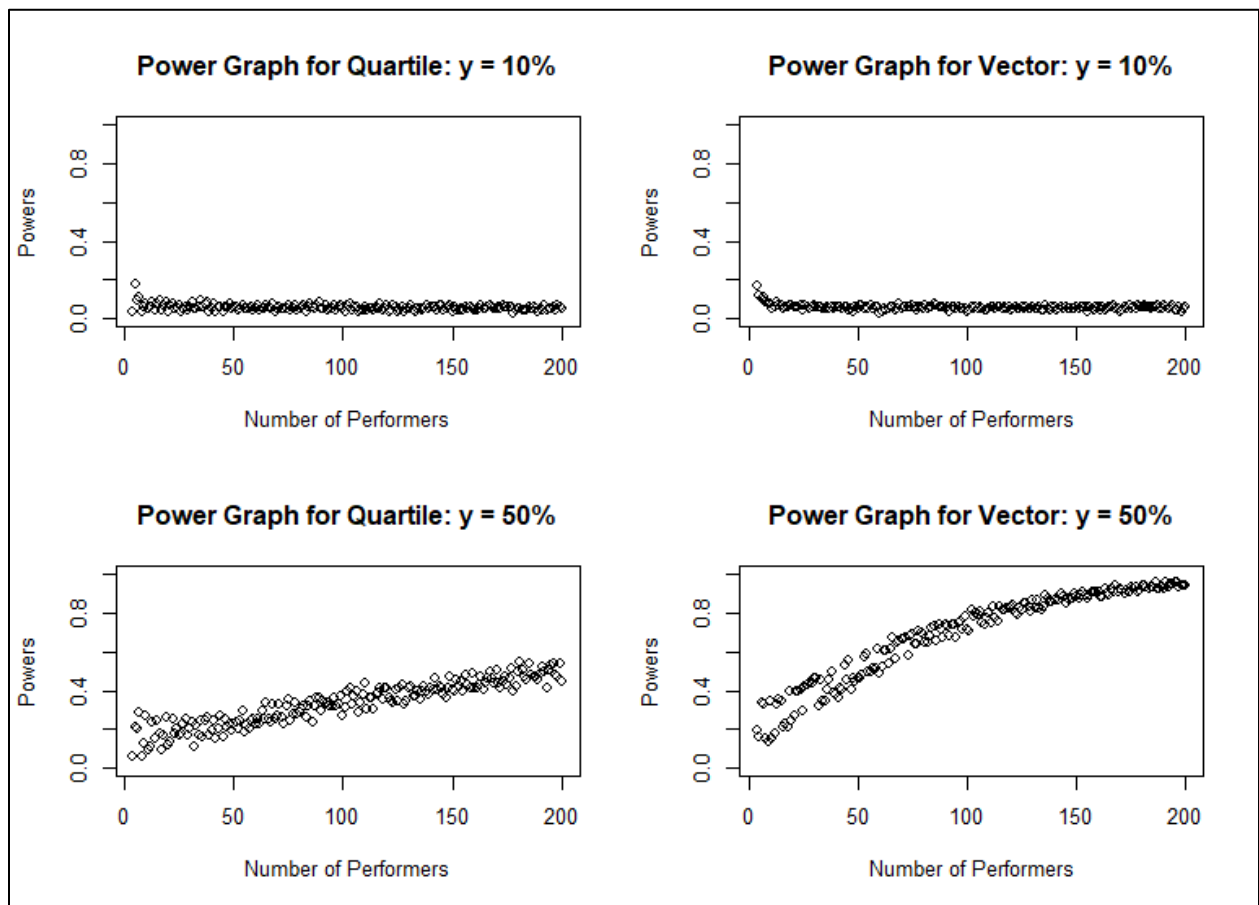 Power Graph for Quartile: y = 10%
Powers
0.8
0.4
0.0
0 50 100 150 200
Number of Performers
Power Graph for Vector: y = 10%
Powers
0.8
0.4
0.0
0 50 100 150 200
Number of Performers
Power Graph for Quartile: y = 50%
Powers
0.8
0.4
0.0
0 50 100 150 200
Number of Performers
Power Graph for Vector: y = 50%
Powers
0.8
0.4
0.0
0 50 100 150 200
Number of Performers